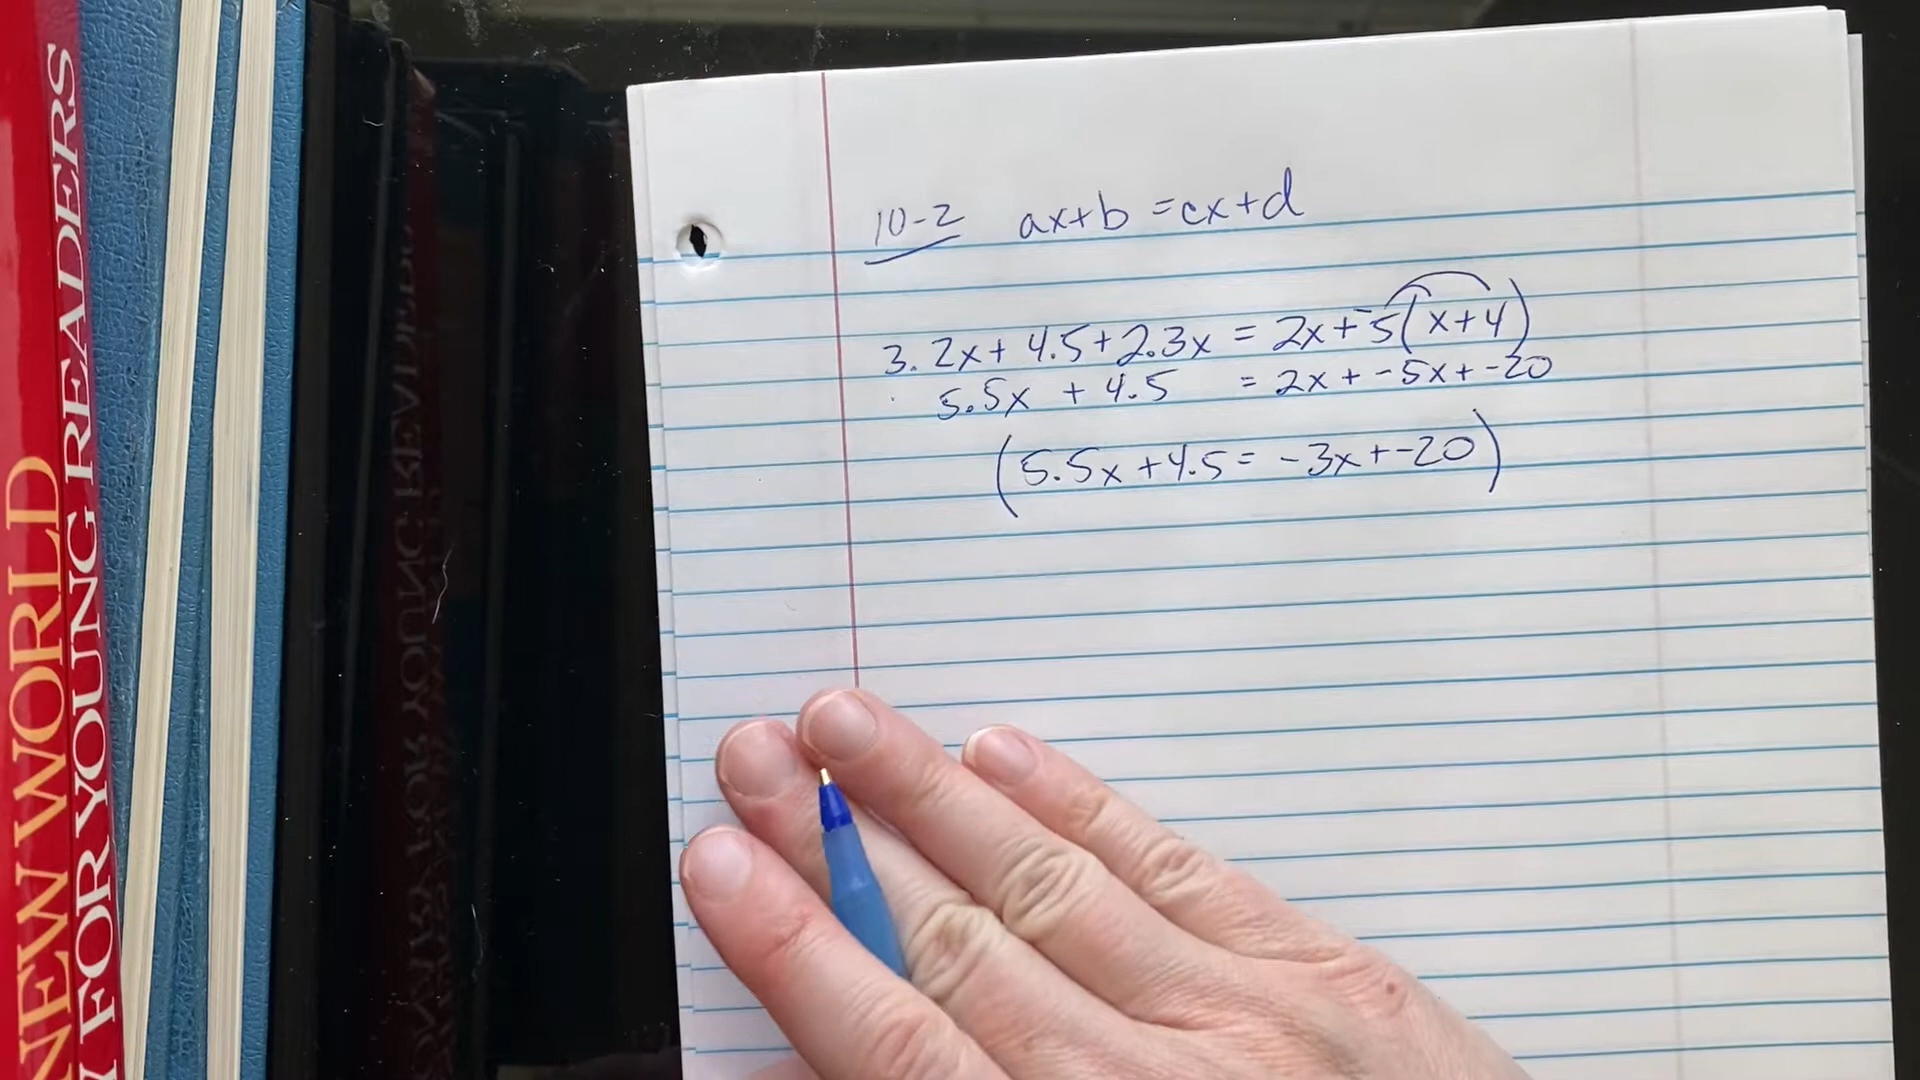 NEW WORLD
FOR YOUNG READERS
10-2 ax+b=cx+d
3.2x+4.5+2.3x = 2x+-5(x+4)
5.5x + 4.5 = 2x+-5x+-20
(5.5x+4.5=-3x+-20)